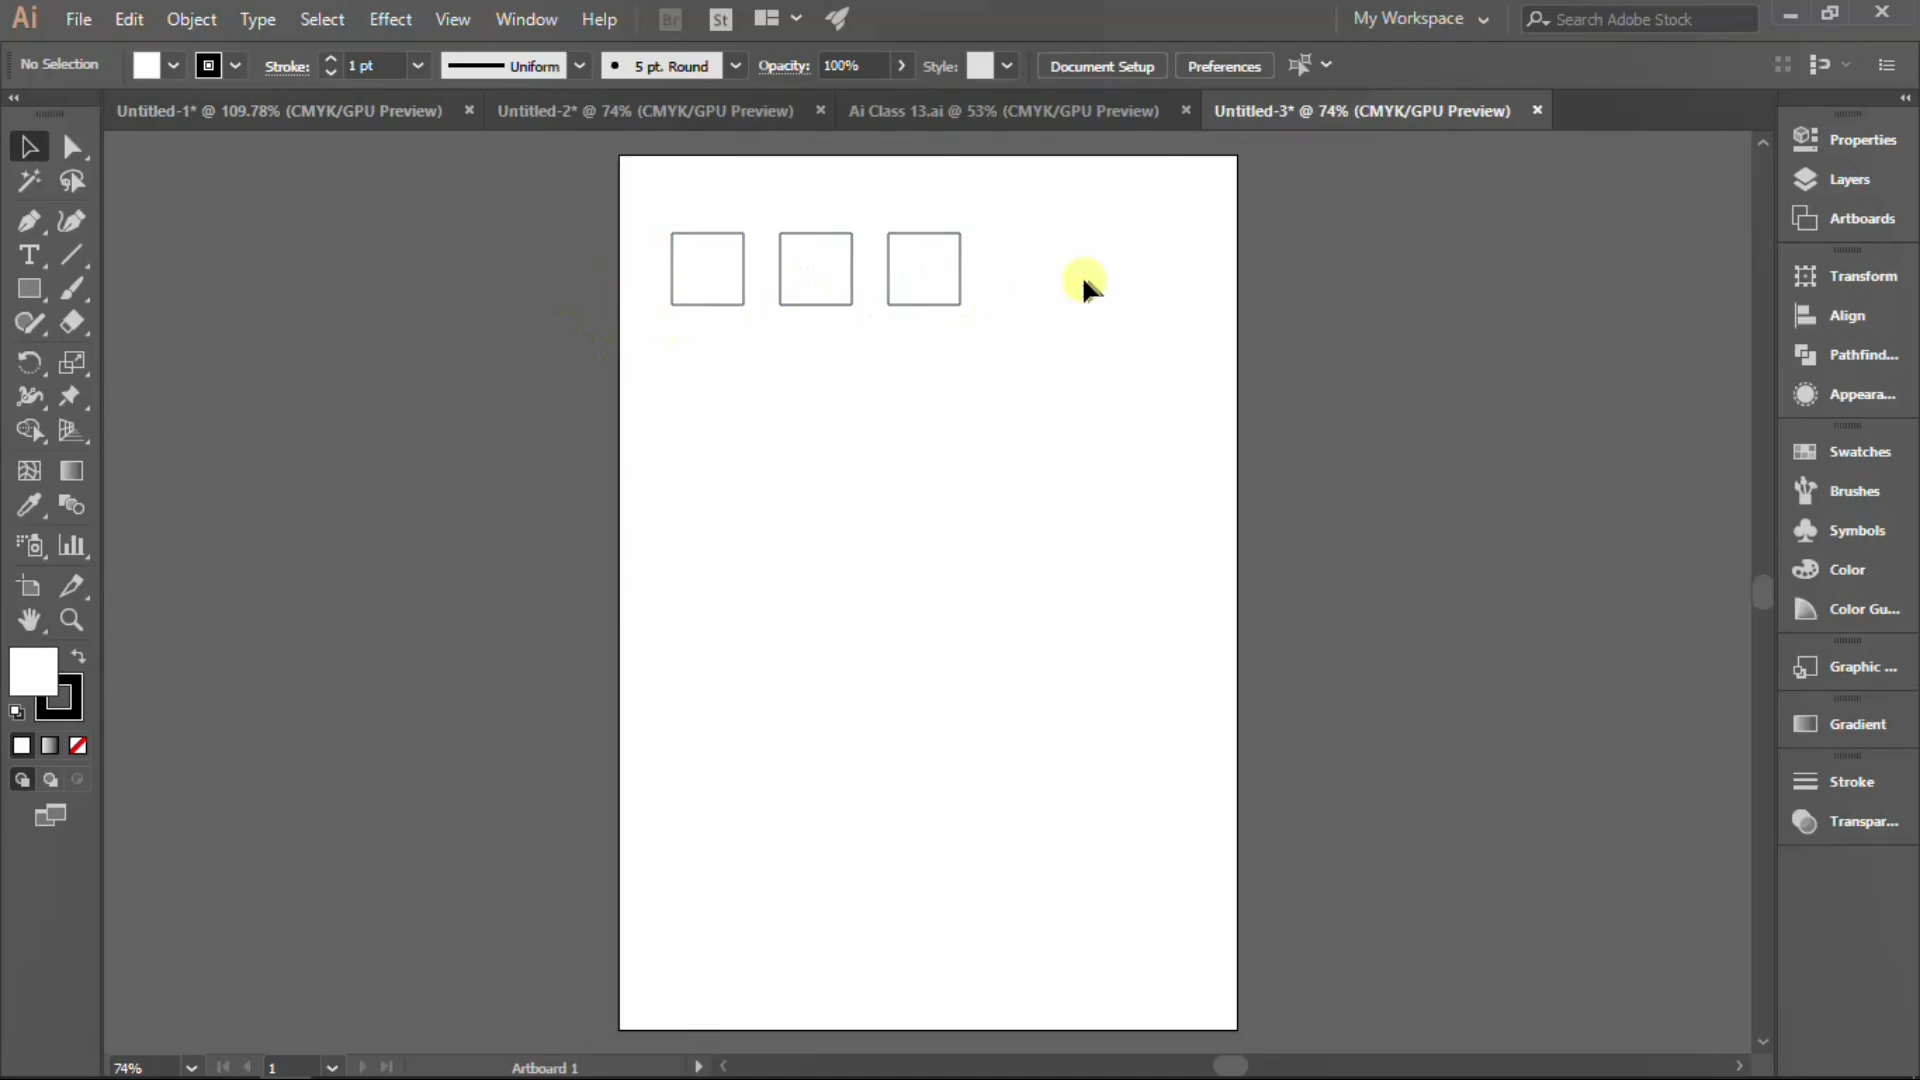 Ai File Edit Object Type Select Effect View Window Help Br St My Workspace Search Adobe Stock
No Selection Stroke: 1 pt Uniform 5 pt. Round Opacity: 100% Style: Document Setup Preferences
Untitled-1* @ 109.78% (CMYK/GPU Preview) Untitled-2* @ 74% (CMYK/GPU Preview) Ai Class 13.ai @ 53% (CMYK/GPU Preview) Untitled-3* @ 74% (CMYK/GPU Preview)
Properties
Layers
Artboards
Transform
Align
Pathfind...
Appeara...
Swatches
Brushes
Symbols
Color
Color Gu...
Graphic ...
Gradient
Stroke
Transpar...
74% 1 Artboard 1